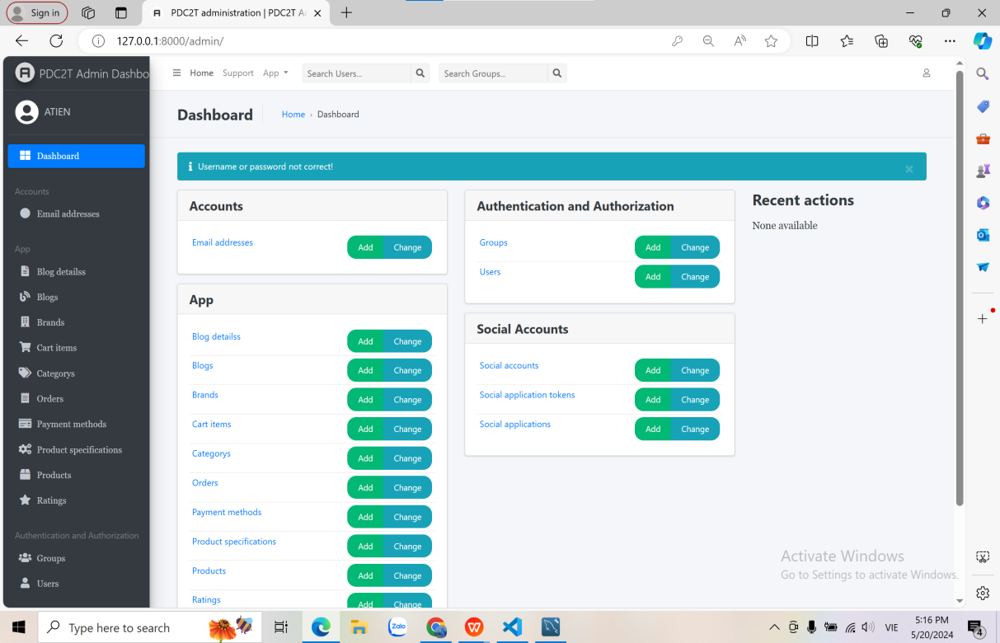 Sign in
PDC2T administration | PDC2T Ac
127.0.0.1:8000/admin/
PDC2T Admin Dashbo
Home Support App
Search Users...
Search Groups...
ATIEN
Dashboard
Home › Dashboard
Dashboard
Username or password not correct!
Accounts
Email addresses
App
Blog detailss
Blogs
Brands
Cart items
Categorys
Orders
Payment methods
Product specifications
Products
Ratings
Authentication and Authorization
Groups
Users
Accounts
Email addresses Add Change
App
Blog detailss Add Change
Blogs Add Change
Brands Add Change
Cart items Add Change
Categorys Add Change
Orders Add Change
Payment methods Add Change
Product specifications Add Change
Products Add Change
Ratings Add Change
Authentication and Authorization
Groups Add Change
Users Add Change
Social Accounts
Social accounts Add Change
Social application tokens Add Change
Social applications Add Change
Recent actions
None available
Activate Windows
Go to Settings to activate Windows.
Type here to search
Zalo
VIE
5:16 PM
5/20/2024
4